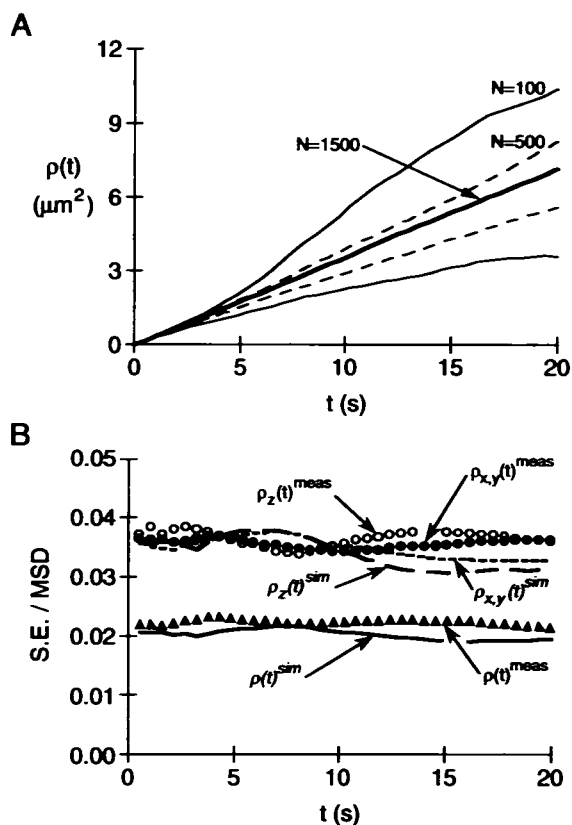 A
12
9
6
3
0
ρ(t)
(μm²)
N=100
N=1500
N=500
0 5 10 15 20
t (s)
B
0.05
0.04
0.03
0.02
0.01
0.00
S.E. / MSD
ρz(t)meas
ρx,y(t)meas
ρz(t)sim
ρx,y(t)sim
ρ(t)sim
ρ(t)meas
0 5 10 15 20
t (s)